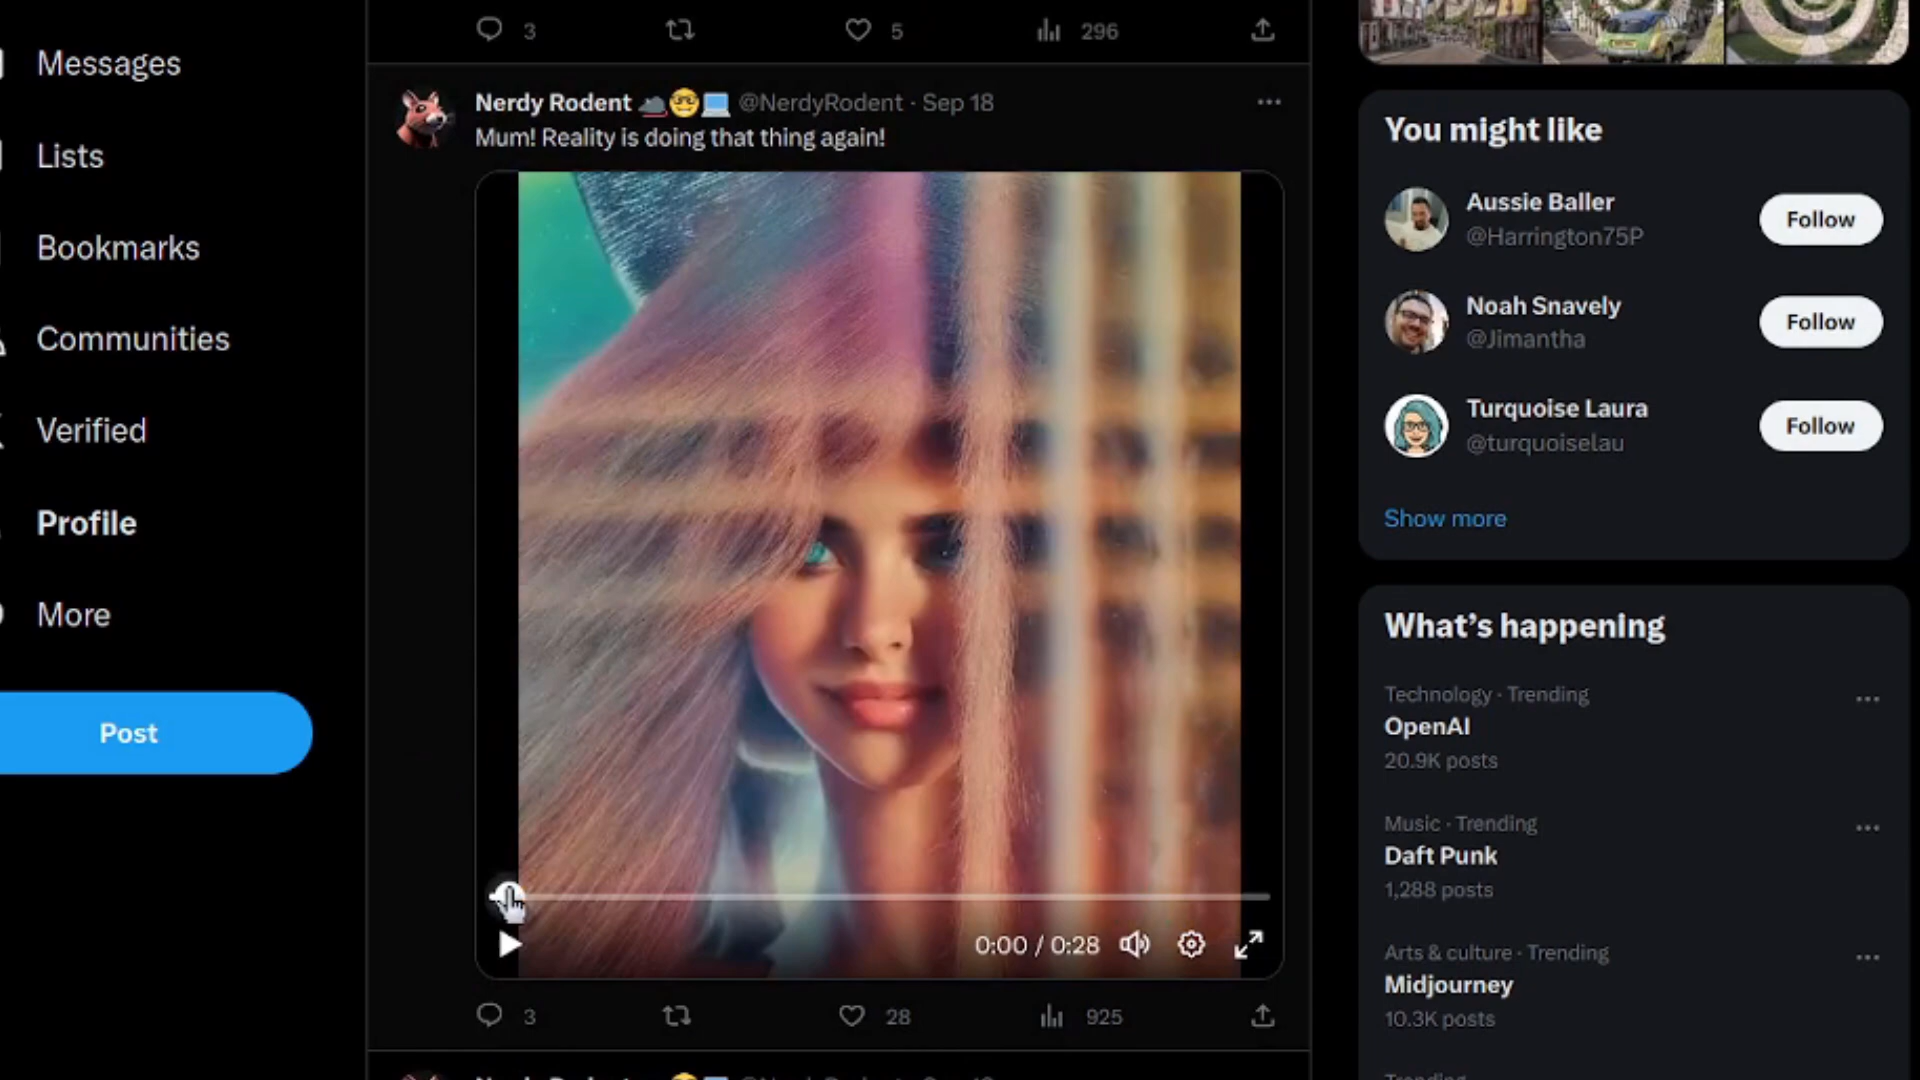 Messages
Lists
Bookmarks
Communities
Verified
Profile
More
Post
3
5
296
Nerdy Rodent @NerdyRodent · Sep 18
Mum! Reality is doing that thing again!
0:00 / 0:28
3
28
925
You might like
Aussie Baller
@Harrington75P
Follow
Noah Snavely
@Jimantha
Follow
Turquoise Laura
@turquoiselau
Follow
Show more
What's happening
Technology · Trending
OpenAI
20.9K posts
Music · Trending
Daft Punk
1,288 posts
Arts & culture · Trending
Midjourney
10.3K posts